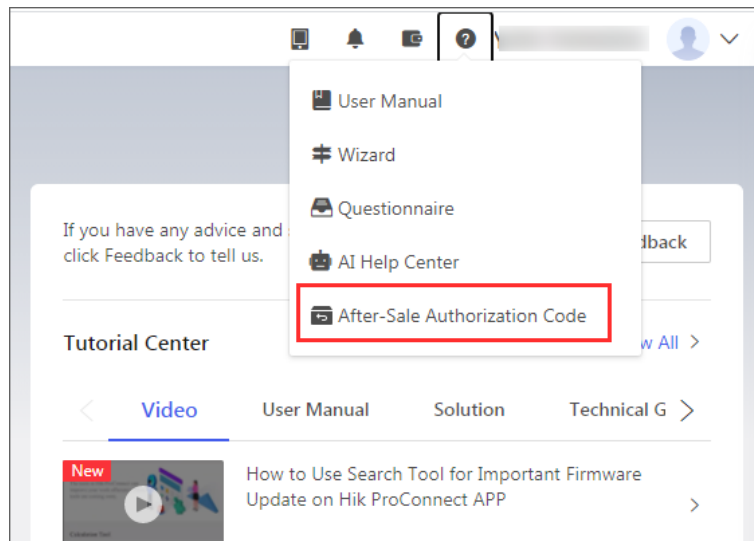 User Manual
Wizard
Questionnaire
AI Help Center
After-Sale Authorization Code
If you have any advice and
click Feedback to tell us.
Tutorial Center
Video
User Manual
Solution
Technical G
New
How to Use Search Tool for Important Firmware
Update on Hik ProConnect APP